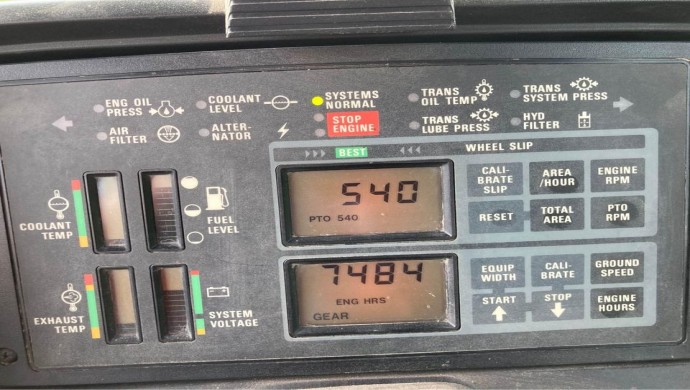 ENG OIL
PRESS
COOLANT
LEVEL
SYSTEMS
NORMAL
TRANS
OIL TEMP
TRANS
SYSTEM PRESS
AIR
FILTER
ALTER-
NATOR
STOP
ENGINE
TRANS
LUBE PRESS
HYD
FILTER
BEST
WHEEL SLIP
COOLANT
TEMP
FUEL
LEVEL
540
PTO 540
CALI-
BRATE
SLIP
AREA
/HOUR
ENGINE
RPM
RESET
TOTAL
AREA
PTO
RPM
EXHAUST
TEMP
SYSTEM
VOLTAGE
7484
ENG HRS
GEAR
EQUIP
WIDTH
CALI-
BRATE
GROUND
SPEED
START
STOP
ENGINE
HOURS